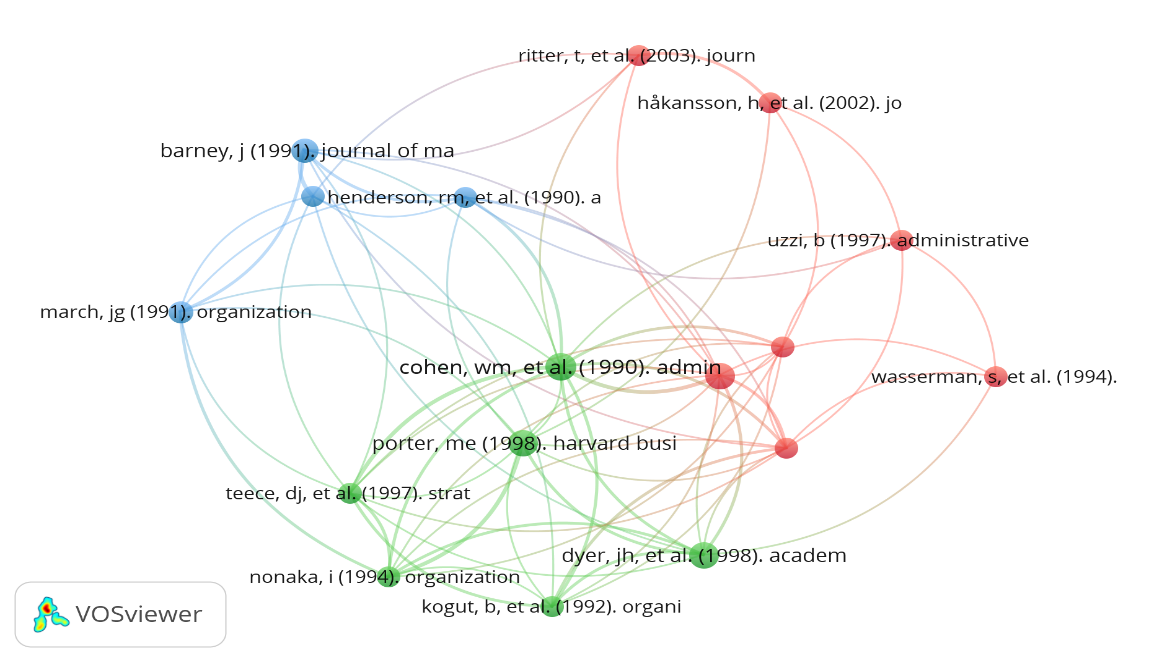 ritter, t, et al. (2003). journ
håkansson, h, et al. (2002). jo
barney, j (1991). journal of ma
henderson, rm, et al. (1990). a
uzzi, b (1997). administrative
march, jg (1991). organization
cohen, wm, et al. (1990). admin
wasserman, s, et al. (1994).
porter, me (1998). harvard busi
teece, dj, et al. (1997). strat
dyer, jh, et al. (1998). academ
nonaka, i (1994). organization
kogut, b, et al. (1992). organi
VOSviewer